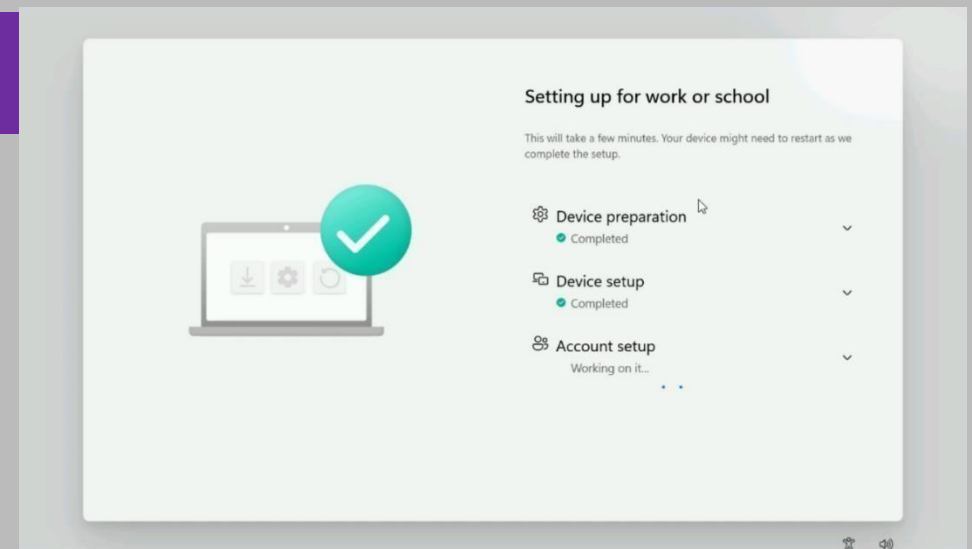 Setting up for work or school
This will take a few minutes. Your device might need to restart as we
complete the setup.
Device preparation
Completed
Device setup
Completed
Account setup
Working on it...